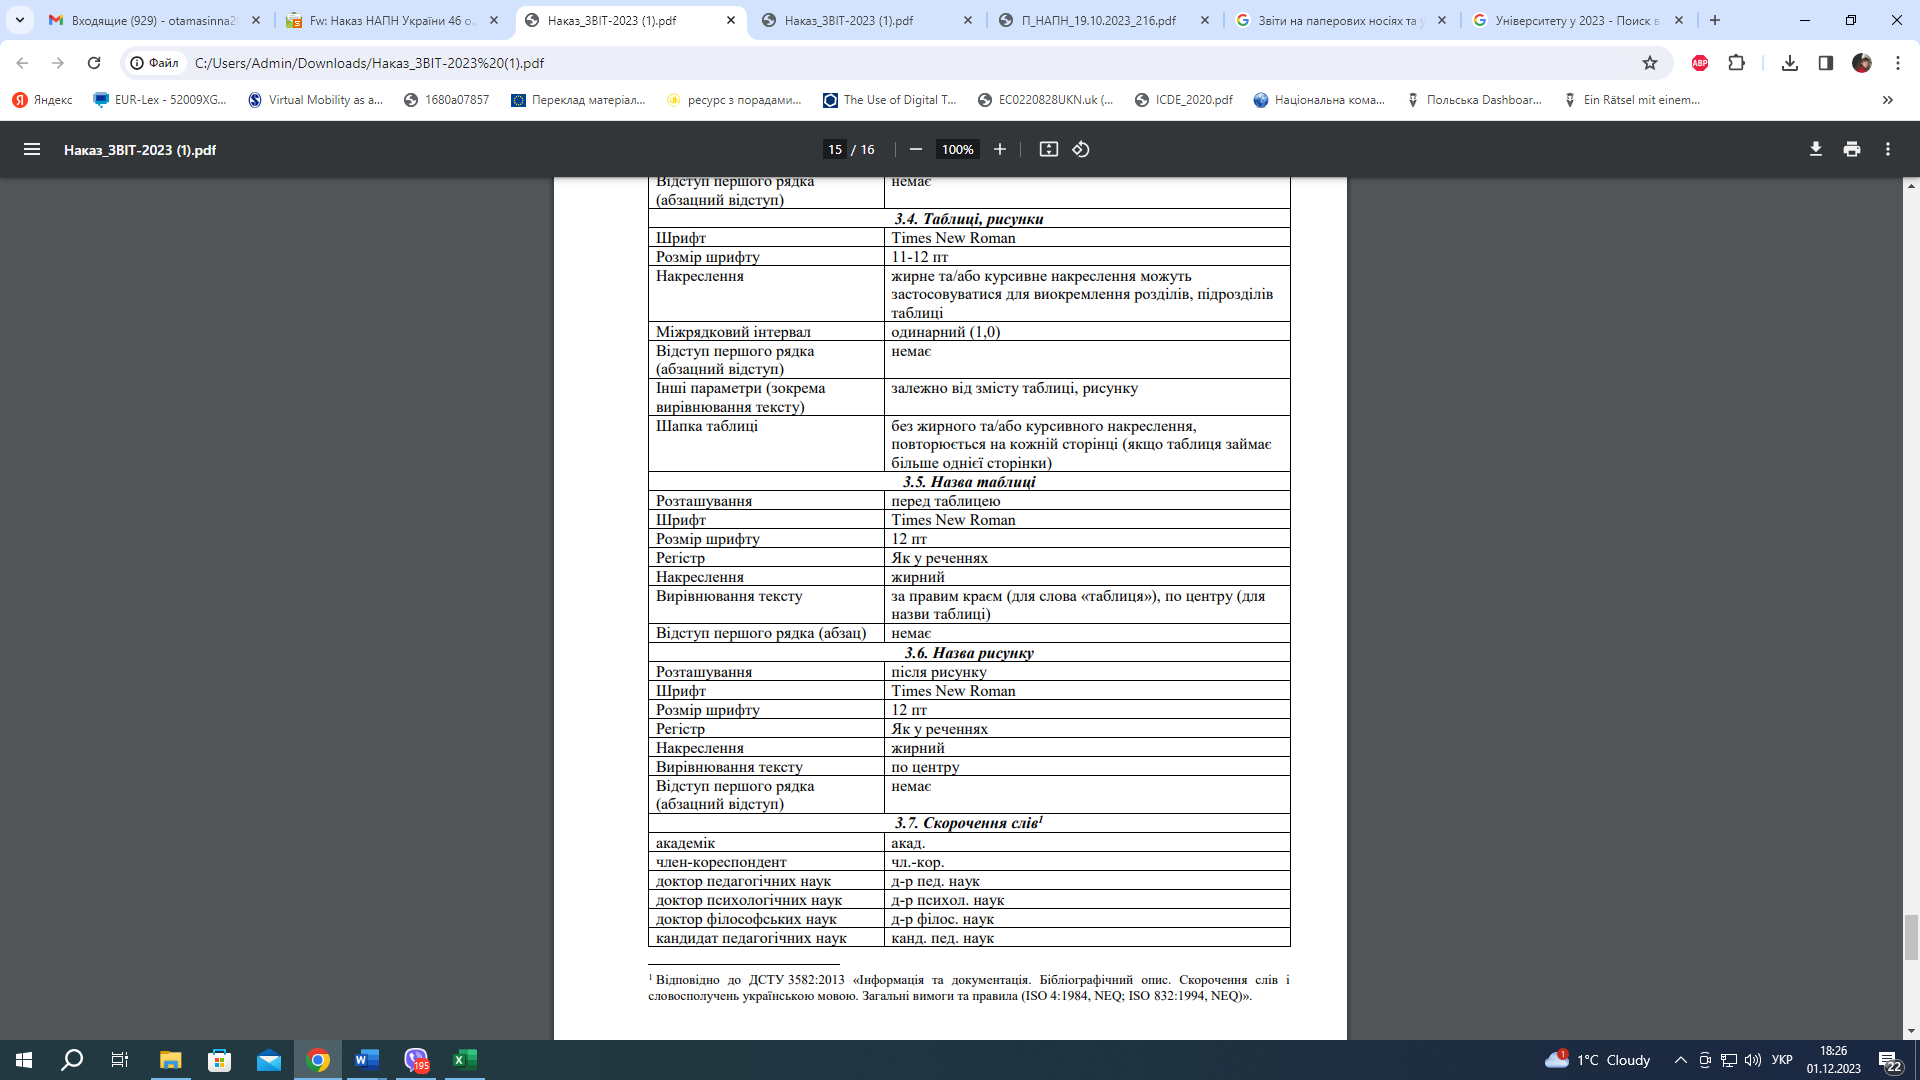 Входящие (929) - otamasinna2
Fw: Наказ НАПН України 46 о.
Наказ_ЗВІТ-2023 (1).pdf
Наказ_ЗВІТ-2023 (1).pdf
П_НАПН_19.10.2023_216.pdf
Звіти на паперових носіях та у
Університету у 2023 - Поиск в
Файл
C:/Users/Admin/Downloads/Наказ_ЗВІТ-2023%20(1).pdf
ABP
Яндекс
EUR-Lex - 52009XG...
Virtual Mobility as a...
1680a07857
Переклад матеріал...
ресурс з порадами...
The Use of Digital T...
EC0220828UKN.uk (...
ICDE_2020.pdf
Національна кома...
Польська Dashboar...
Ein Rätsel mit einem...
Наказ_ЗВІТ-2023 (1).pdf
15 / 16
100%
Відступ першого рядка немає
(абзацний відступ)
3.4. Таблиці, рисунки
Шрифт Times New Roman
Розмір шрифту 11-12 пт
Накреслення жирне та/або курсивне накреслення можуть
застосовуватися для виокремлення розділів, підрозділів
таблиці
Міжрядковий інтервал одинарний (1,0)
Відступ першого рядка немає
(абзацний відступ)
Інші параметри (зокрема залежно від змісту таблиці, рисунку
вирівнювання тексту)
Шапка таблиці без жирного та/або курсивного накреслення,
повторюється на кожній сторінці (якщо таблиця займає
більше однієї сторінки)
3.5. Назва таблиці
Розташування перед таблицею
Шрифт Times New Roman
Розмір шрифту 12 пт
Регістр Як у реченнях
Накреслення жирний
Вирівнювання тексту за правим краєм (для слова «таблиця»), по центру (для
назви таблиці)
Відступ першого рядка (абзац) немає
3.6. Назва рисунку
Розташування після рисунку
Шрифт Times New Roman
Розмір шрифту 12 пт
Регістр Як у реченнях
Накреслення жирний
Вирівнювання тексту по центру
Відступ першого рядка немає
(абзацний відступ)
3.7. Скорочення слів¹
академік акад.
член-кореспондент чл.-кор.
доктор педагогічних наук д-р пед. наук
доктор психологічних наук д-р психол. наук
доктор філософських наук д-р філос. наук
кандидат педагогічних наук канд. пед. наук
¹ Відповідно до ДСТУ 3582:2013 «Інформація та документація. Бібліографічний опис. Скорочення слів і
словосполучень українською мовою. Загальні вимоги та правила (ISO 4:1984, NEQ; ISO 832:1994, NEQ)».
195
1
1°C Cloudy
УКР
18:26
01.12.2023
22